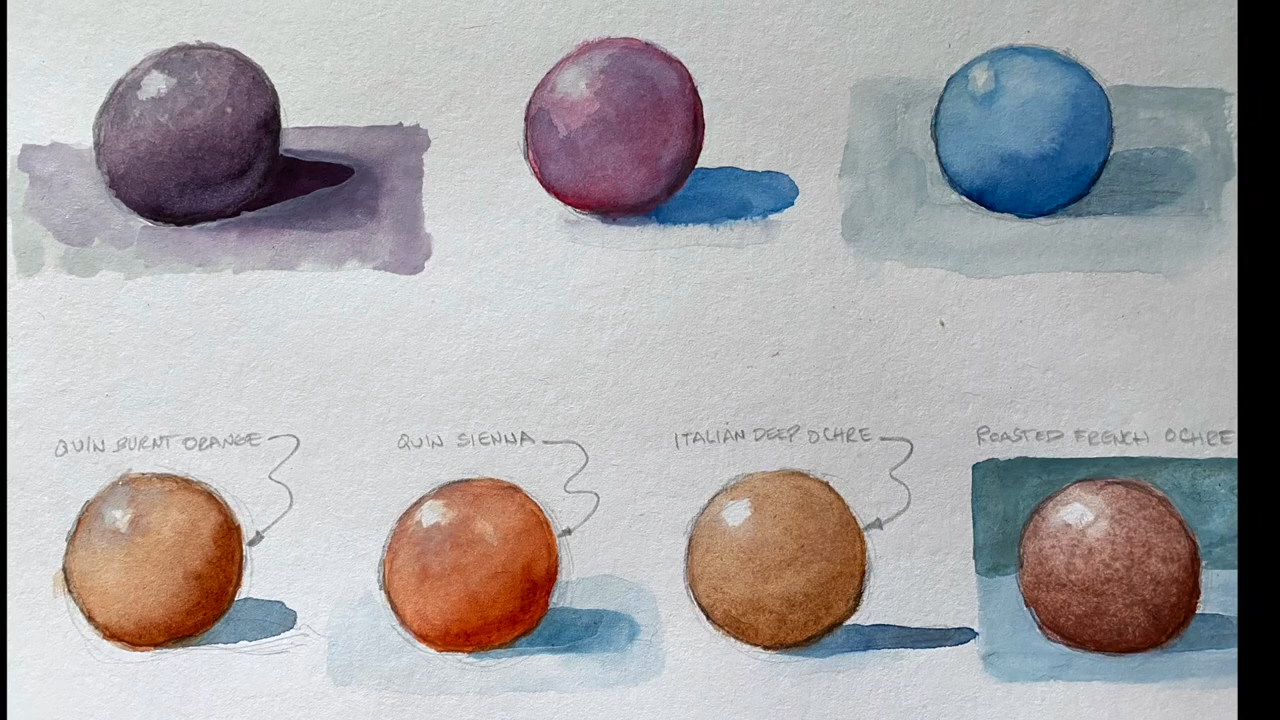 QUIN BURNT ORANGE
QUIN SIENNA
ITALIAN DEEP OCHRE
ROASTED FRENCH OCHRE